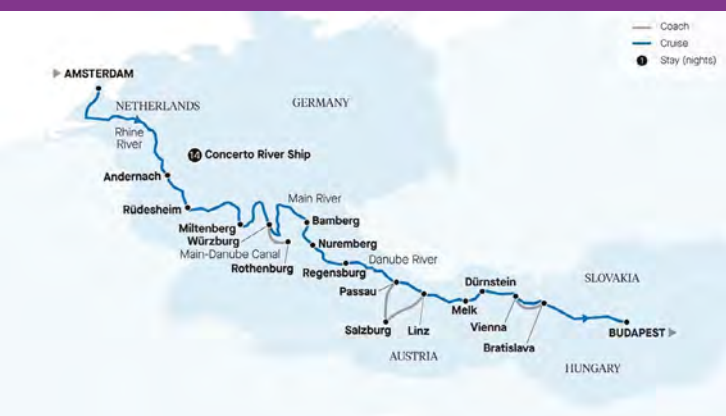 Coach
Cruise
1 Stay (nights)
AMSTERDAM
NETHERLANDS
GERMANY
Rhine
River
14 Concerto River Ship
Andernach
Rüdesheim
Main River
Miltenberg
Bamberg
Würzburg
Nuremberg
Main-Danube Canal
Rothenburg
Regensburg
Danube River
Passau
Dürnstein
SLOVAKIA
Melk
Salzburg
Linz
Vienna
BUDAPEST
Bratislava
AUSTRIA
HUNGARY